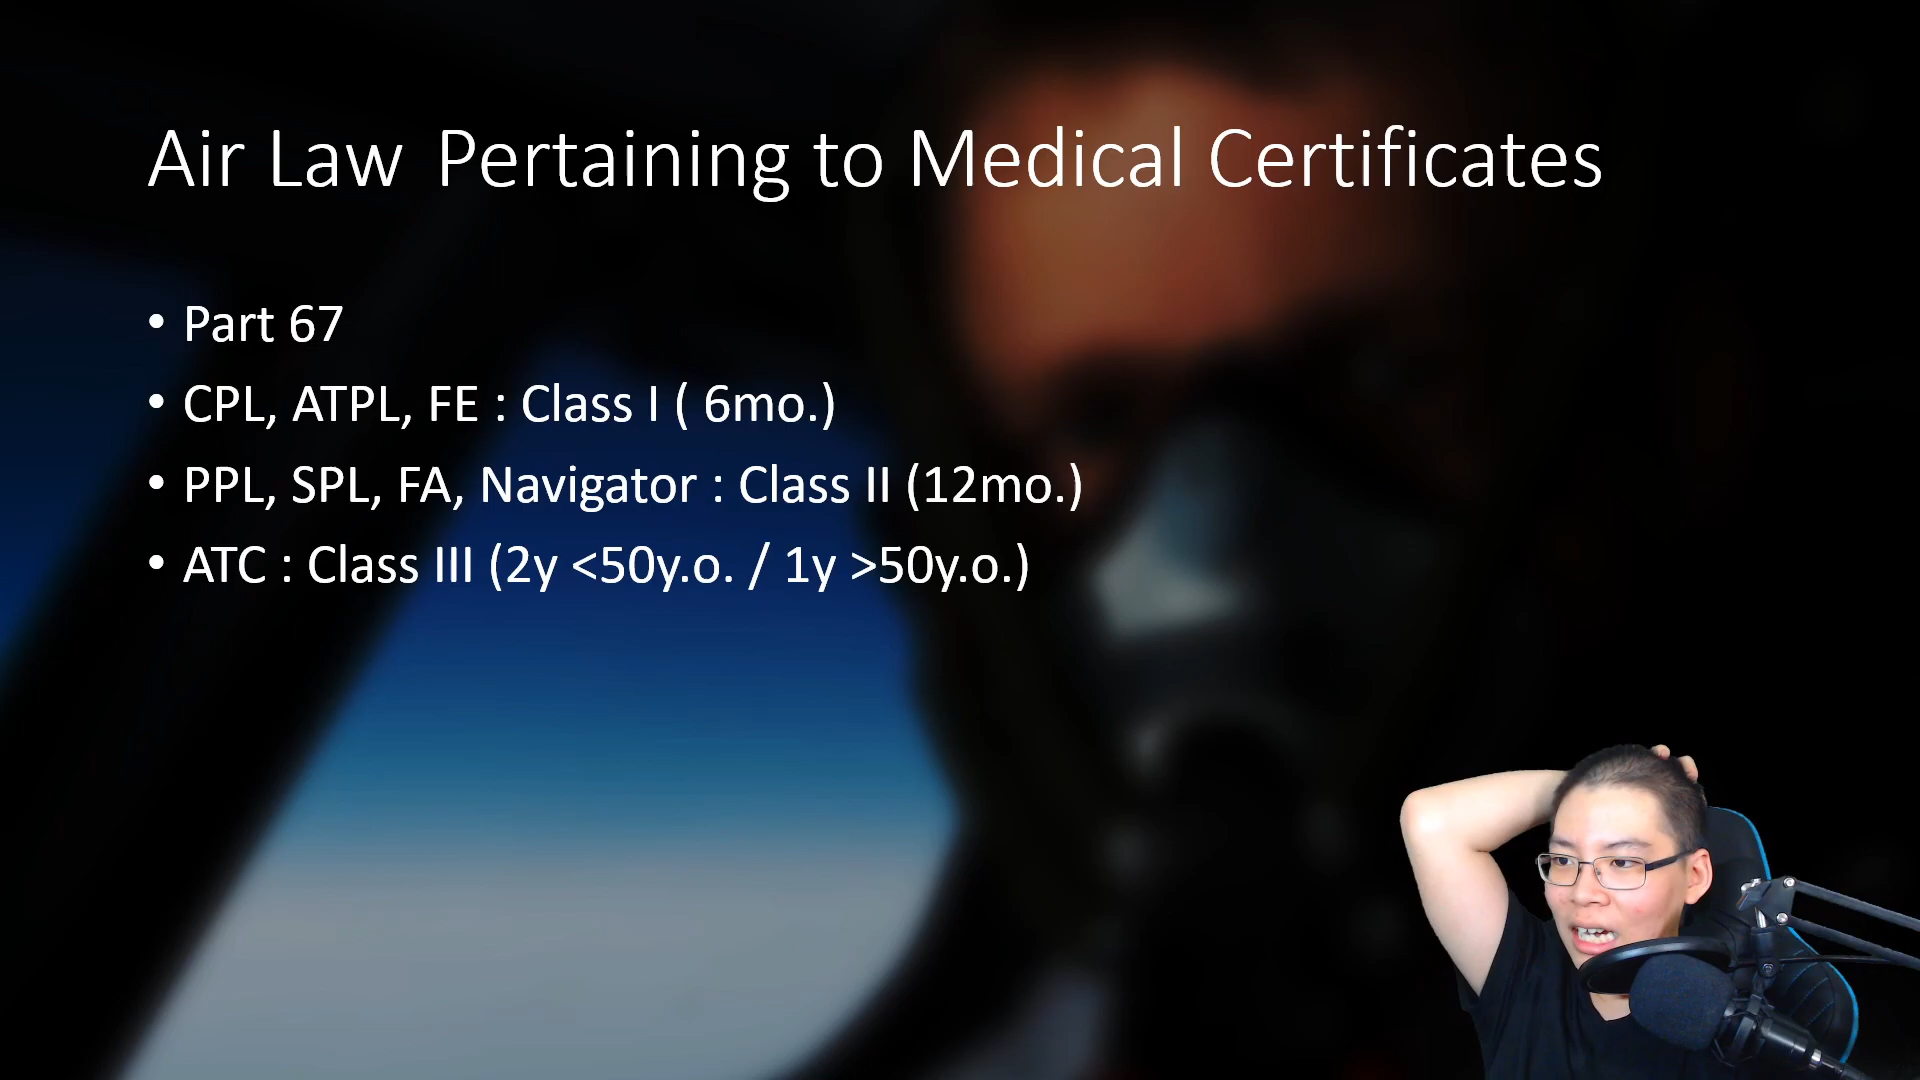 Air Law Pertaining to Medical Certificates
• Part 67
• CPL, ATPL, FE : Class I ( 6mo.)
• PPL, SPL, FA, Navigator : Class II (12mo.)
• ATC : Class III (2y <50y.o. / 1y >50y.o.)